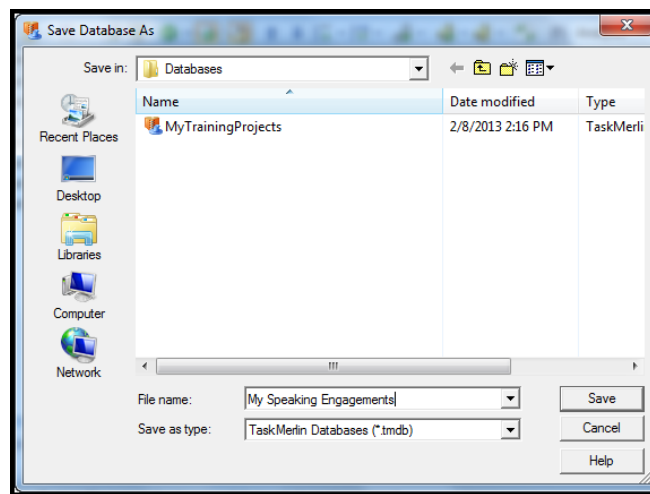 Save Database As
Save in: Databases
Name Date modified Type
MyTrainingProjects 2/8/2013 2:16 PM TaskMerli
Recent Places
Desktop
Libraries
Computer
Network
File name: My Speaking Engagements Save
Save as type: TaskMerlin Databases (*.tmdb) Cancel
Help